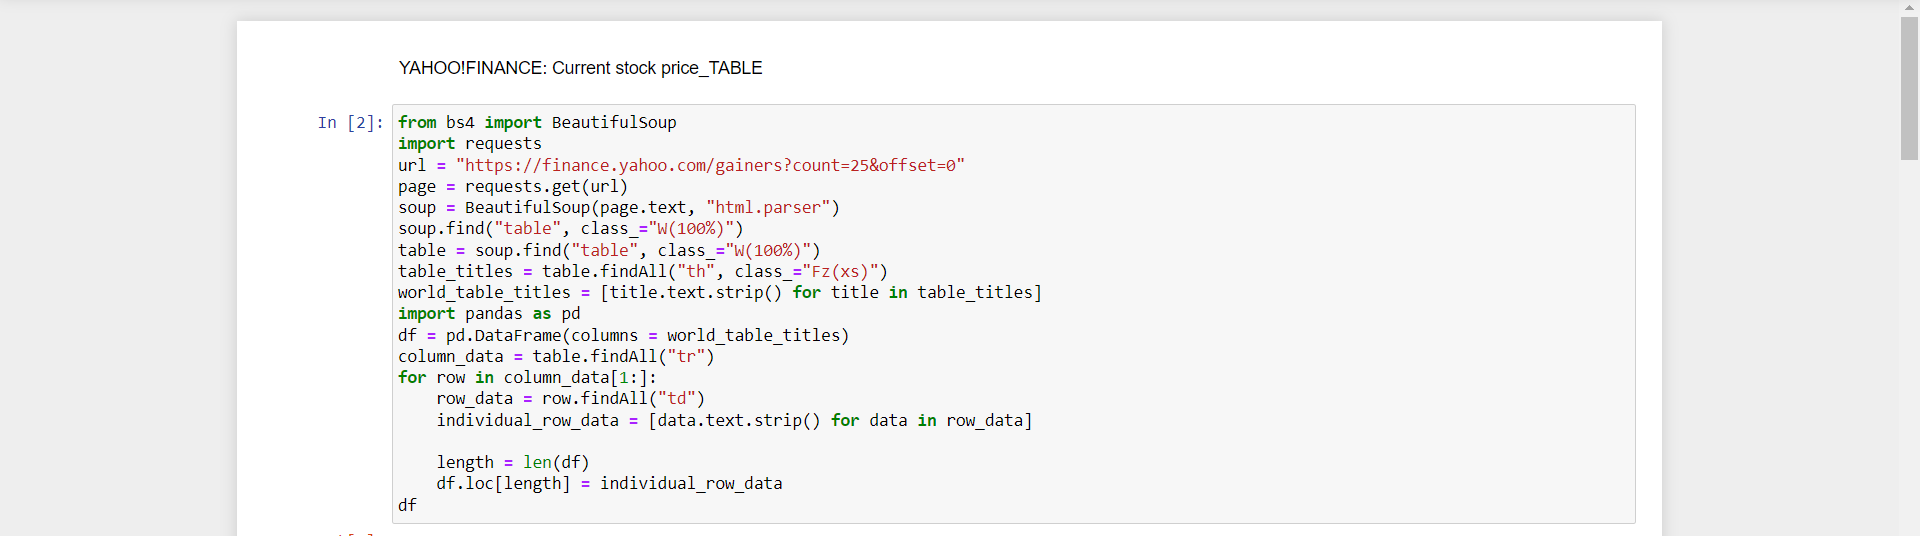 YAHOO!FINANCE: Current stock price_TABLE
In [2]:
from bs4 import BeautifulSoup
import requests
url = "https://finance.yahoo.com/gainers?count=25&offset=0"
page = requests.get(url)
soup = BeautifulSoup(page.text, "html.parser")
soup.find("table", class_="W(100%)")
table = soup.find("table", class_="W(100%)")
table_titles = table.findAll("th", class_="Fz(xs)")
world_table_titles = [title.text.strip() for title in table_titles]
import pandas as pd
df = pd.DataFrame(columns = world_table_titles)
column_data = table.findAll("tr")
for row in column_data[1:]:
    row_data = row.findAll("td")
    individual_row_data = [data.text.strip() for data in row_data]

    length = len(df)
    df.loc[length] = individual_row_data
df